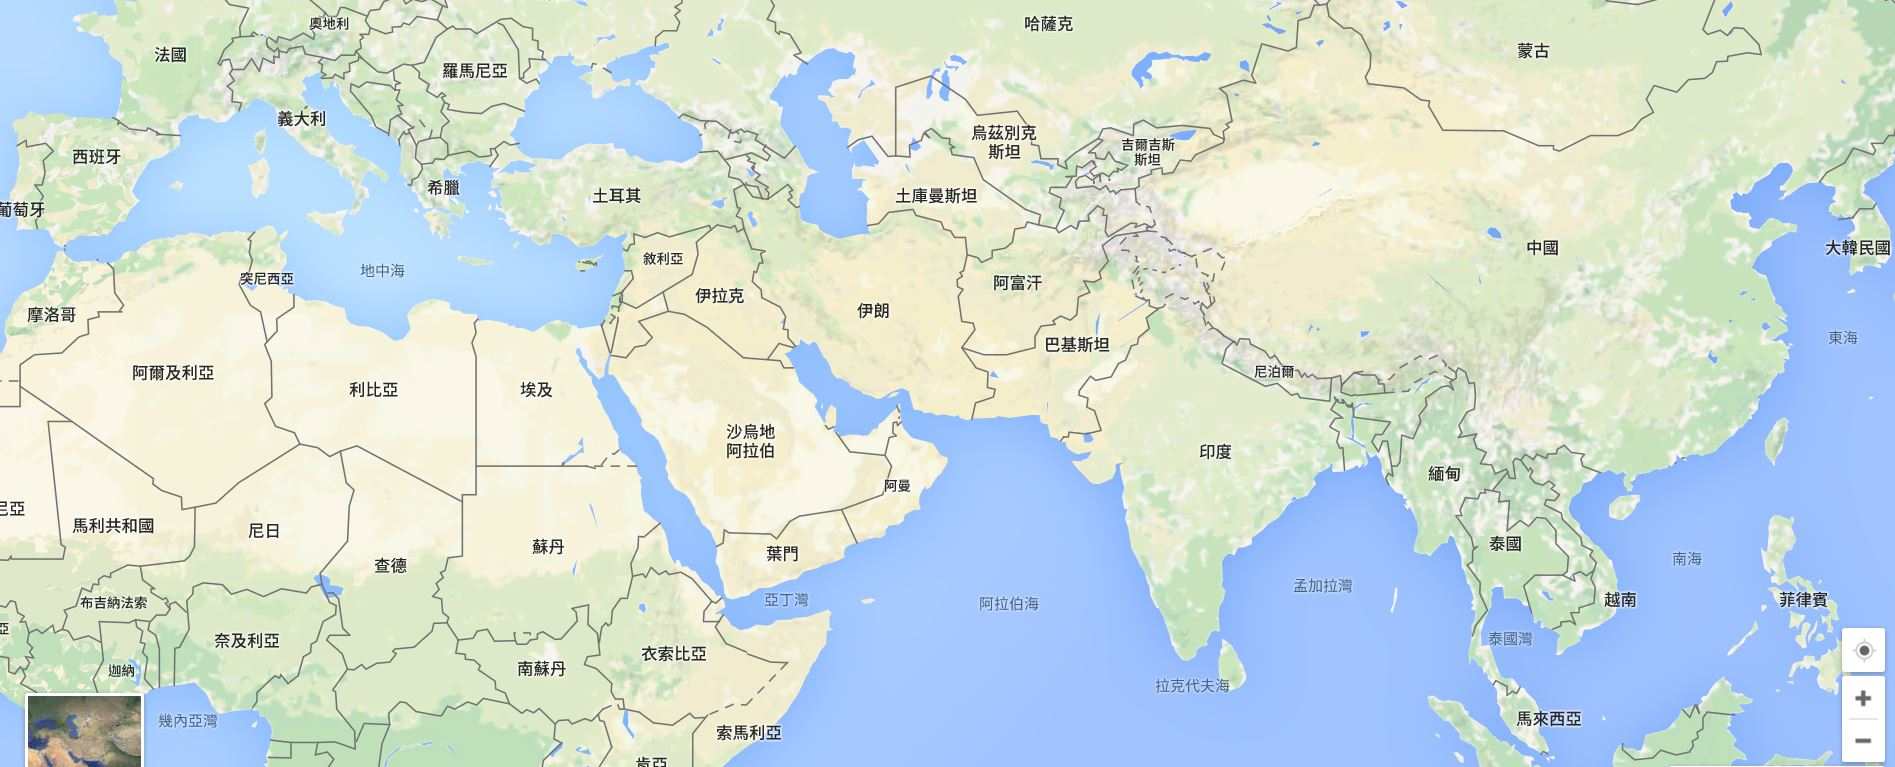 奧地利
哈薩克
法國
羅馬尼亞
蒙古
義大利
烏茲別克
斯坦
吉爾吉斯
斯坦
西班牙
希臘
土耳其
土庫曼斯坦
葡萄牙
大韓民國
中國
敘利亞
地中海
突尼西亞
阿富汗
伊拉克
伊朗
摩洛哥
東海
巴基斯坦
尼泊爾
阿爾及利亞
利比亞
埃及
沙烏地
阿拉伯
印度
緬甸
阿曼
尼亞
馬利共和國
尼日
蘇丹
葉門
泰國
南海
查德
孟加拉灣
布吉納法索
亞丁灣
阿拉伯海
越南
菲律賓
亞
奈及利亞
泰國灣
衣索比亞
迦納
南蘇丹
拉克代夫海
幾內亞灣
馬來西亞
索馬利亞
肯亞